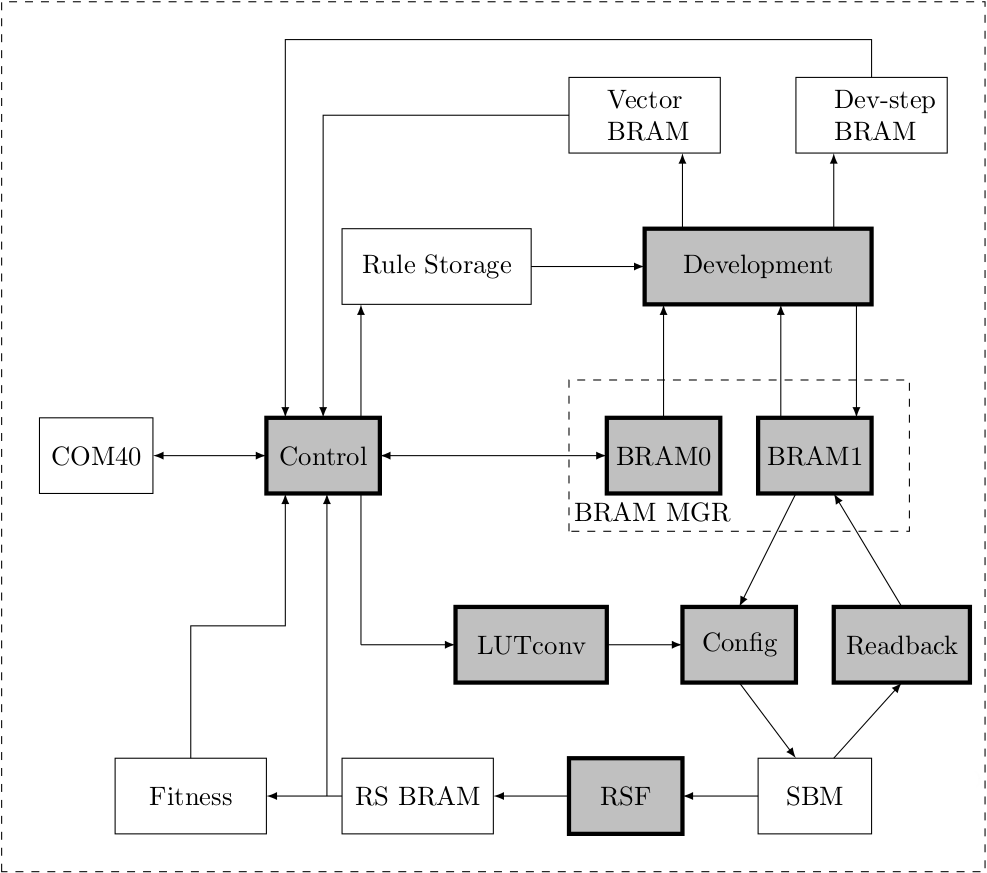 Vector
BRAM
Dev-step
BRAM
Rule Storage
Development
COM40
Control
BRAM0
BRAM1
BRAM MGR
LUTconv
Config
Readback
Fitness
RS BRAM
RSF
SBM